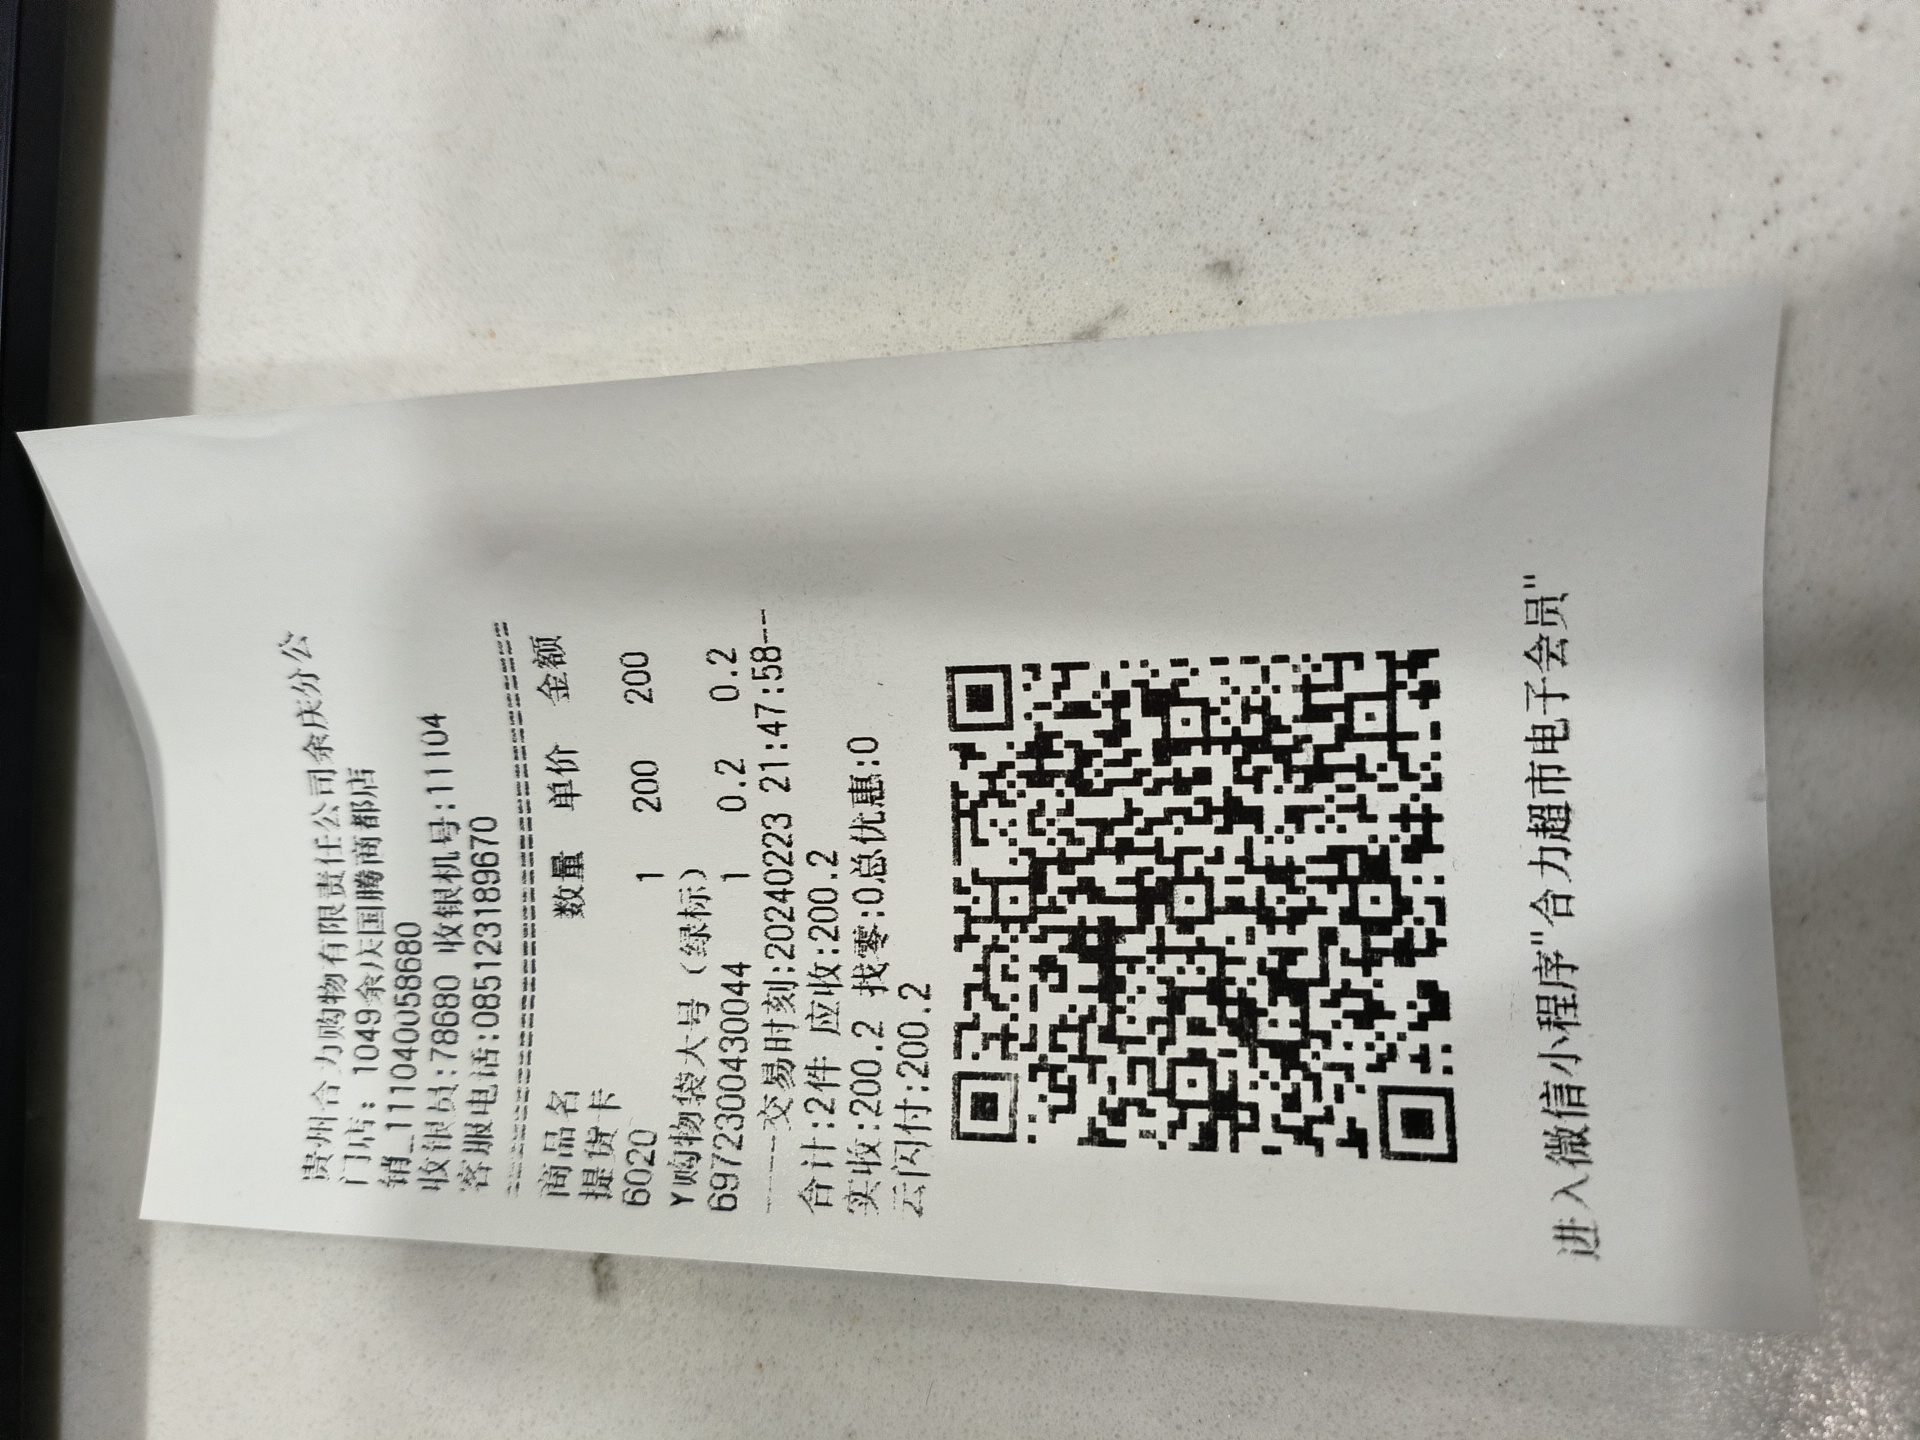 贵州合力购物有限责任公司余庆分公
门店: 1049余庆国腾商都店
销_111040058680
收银员:78680 收银机号:11104
客服电话:085123189670
================================
商品名 数量 单价 金额
提货卡
6020 1 200 200
Y购物袋大号（绿标）
6972300430044 1 0.2 0.2
----交易时刻:20240223 21:47:58--
合计:2件 应收:200.2
实收:200.2 找零:0总优惠:0
云闪付:200.2
进入微信小程序"合力超市电子会员"